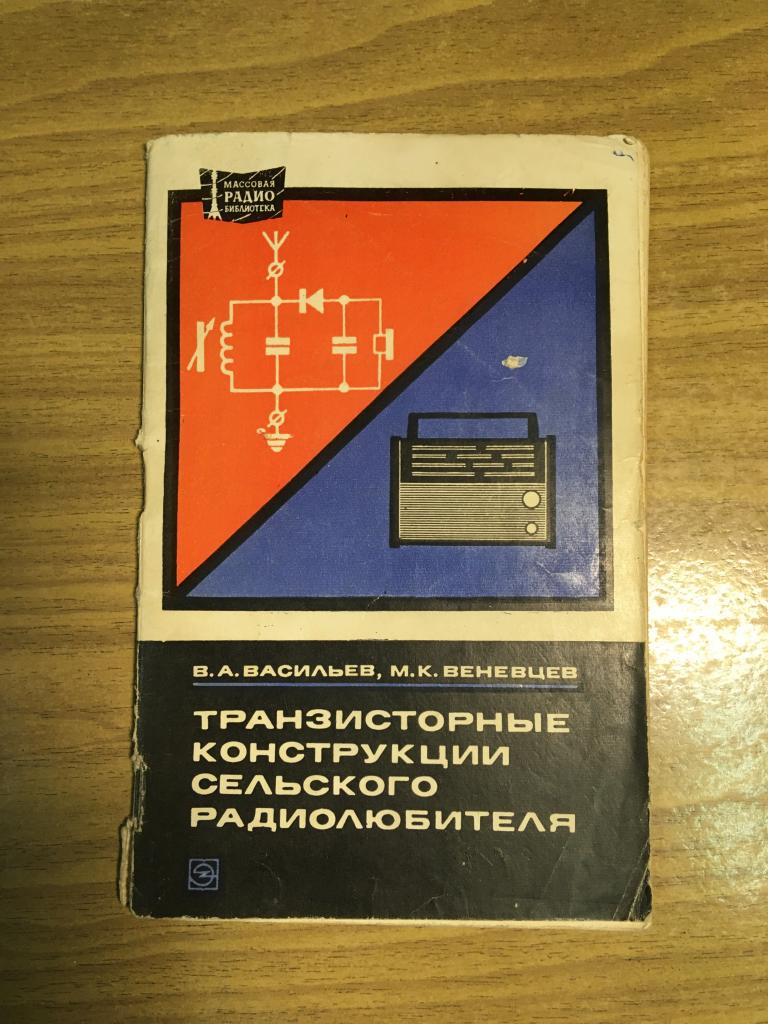 МАССОВАЯ
РАДИО
БИБЛИОТЕКА
В. А. ВАСИЛЬЕВ, М. К. ВЕНЕВЦЕВ
ТРАНЗИСТОРНЫЕ
КОНСТРУКЦИИ
СЕЛЬСКОГО
РАДИОЛЮБИТЕЛЯ